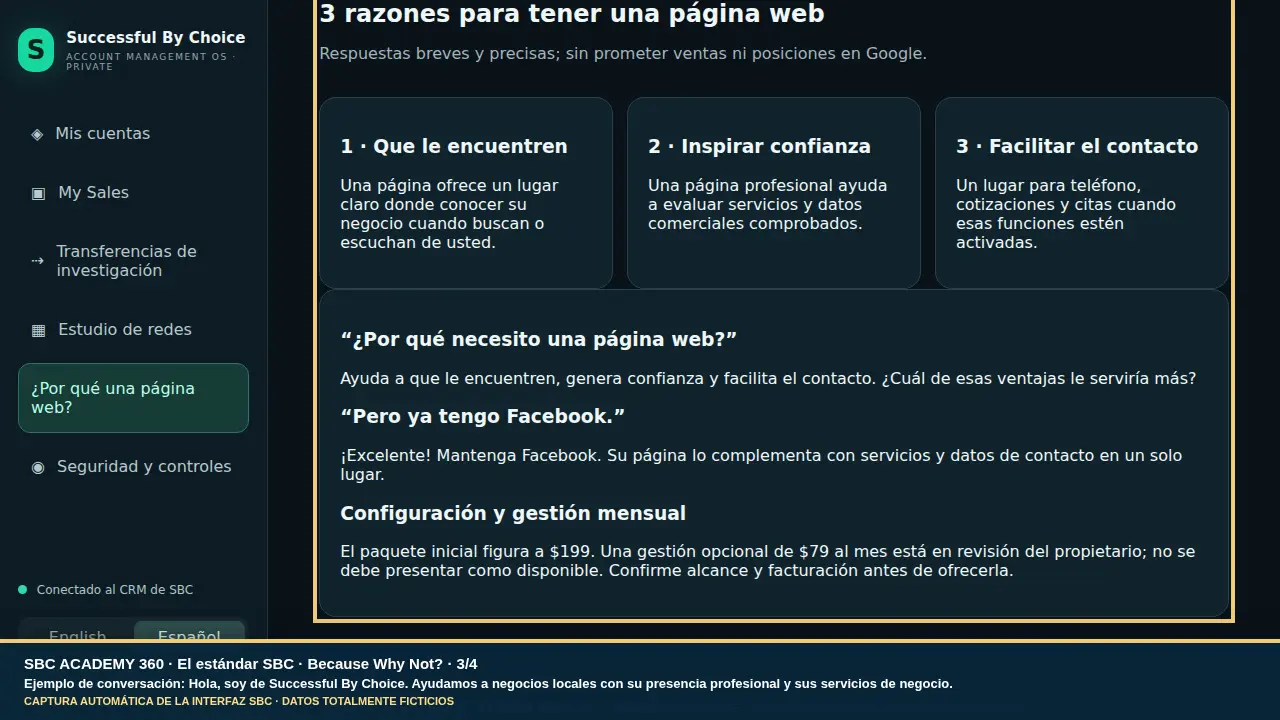 S
Successful By Choice
ACCOUNT MANAGEMENT OS ·
PRIVATE
Mis cuentas
My Sales
Transferencias de
investigación
Estudio de redes
¿Por qué una página
web?
Seguridad y controles
Conectado al CRM de SBC
English
Español
3 razones para tener una página web
Respuestas breves y precisas; sin prometer ventas ni posiciones en Google.
1 · Que le encuentren
Una página ofrece un lugar
claro donde conocer su
negocio cuando buscan o
escuchan de usted.
2 · Inspirar confianza
Una página profesional ayuda
a evaluar servicios y datos
comerciales comprobados.
3 · Facilitar el contacto
Un lugar para teléfono,
cotizaciones y citas cuando
esas funciones estén
activadas.
“¿Por qué necesito una página web?”
Ayuda a que le encuentren, genera confianza y facilita el contacto. ¿Cuál de esas ventajas le serviría más?
“Pero ya tengo Facebook.”
¡Excelente! Mantenga Facebook. Su página lo complementa con servicios y datos de contacto en un solo
lugar.
Configuración y gestión mensual
El paquete inicial figura a $199. Una gestión opcional de $79 al mes está en revisión del propietario; no se
debe presentar como disponible. Confirme alcance y facturación antes de ofrecerla.
SBC ACADEMY 360 · El estándar SBC · Because Why Not? · 3/4
Ejemplo de conversación: Hola, soy de Successful By Choice. Ayudamos a negocios locales con su presencia profesional y sus servicios de negocio.
CAPTURA AUTOMÁTICA DE LA INTERFAZ SBC · DATOS TOTALMENTE FICTICIOS